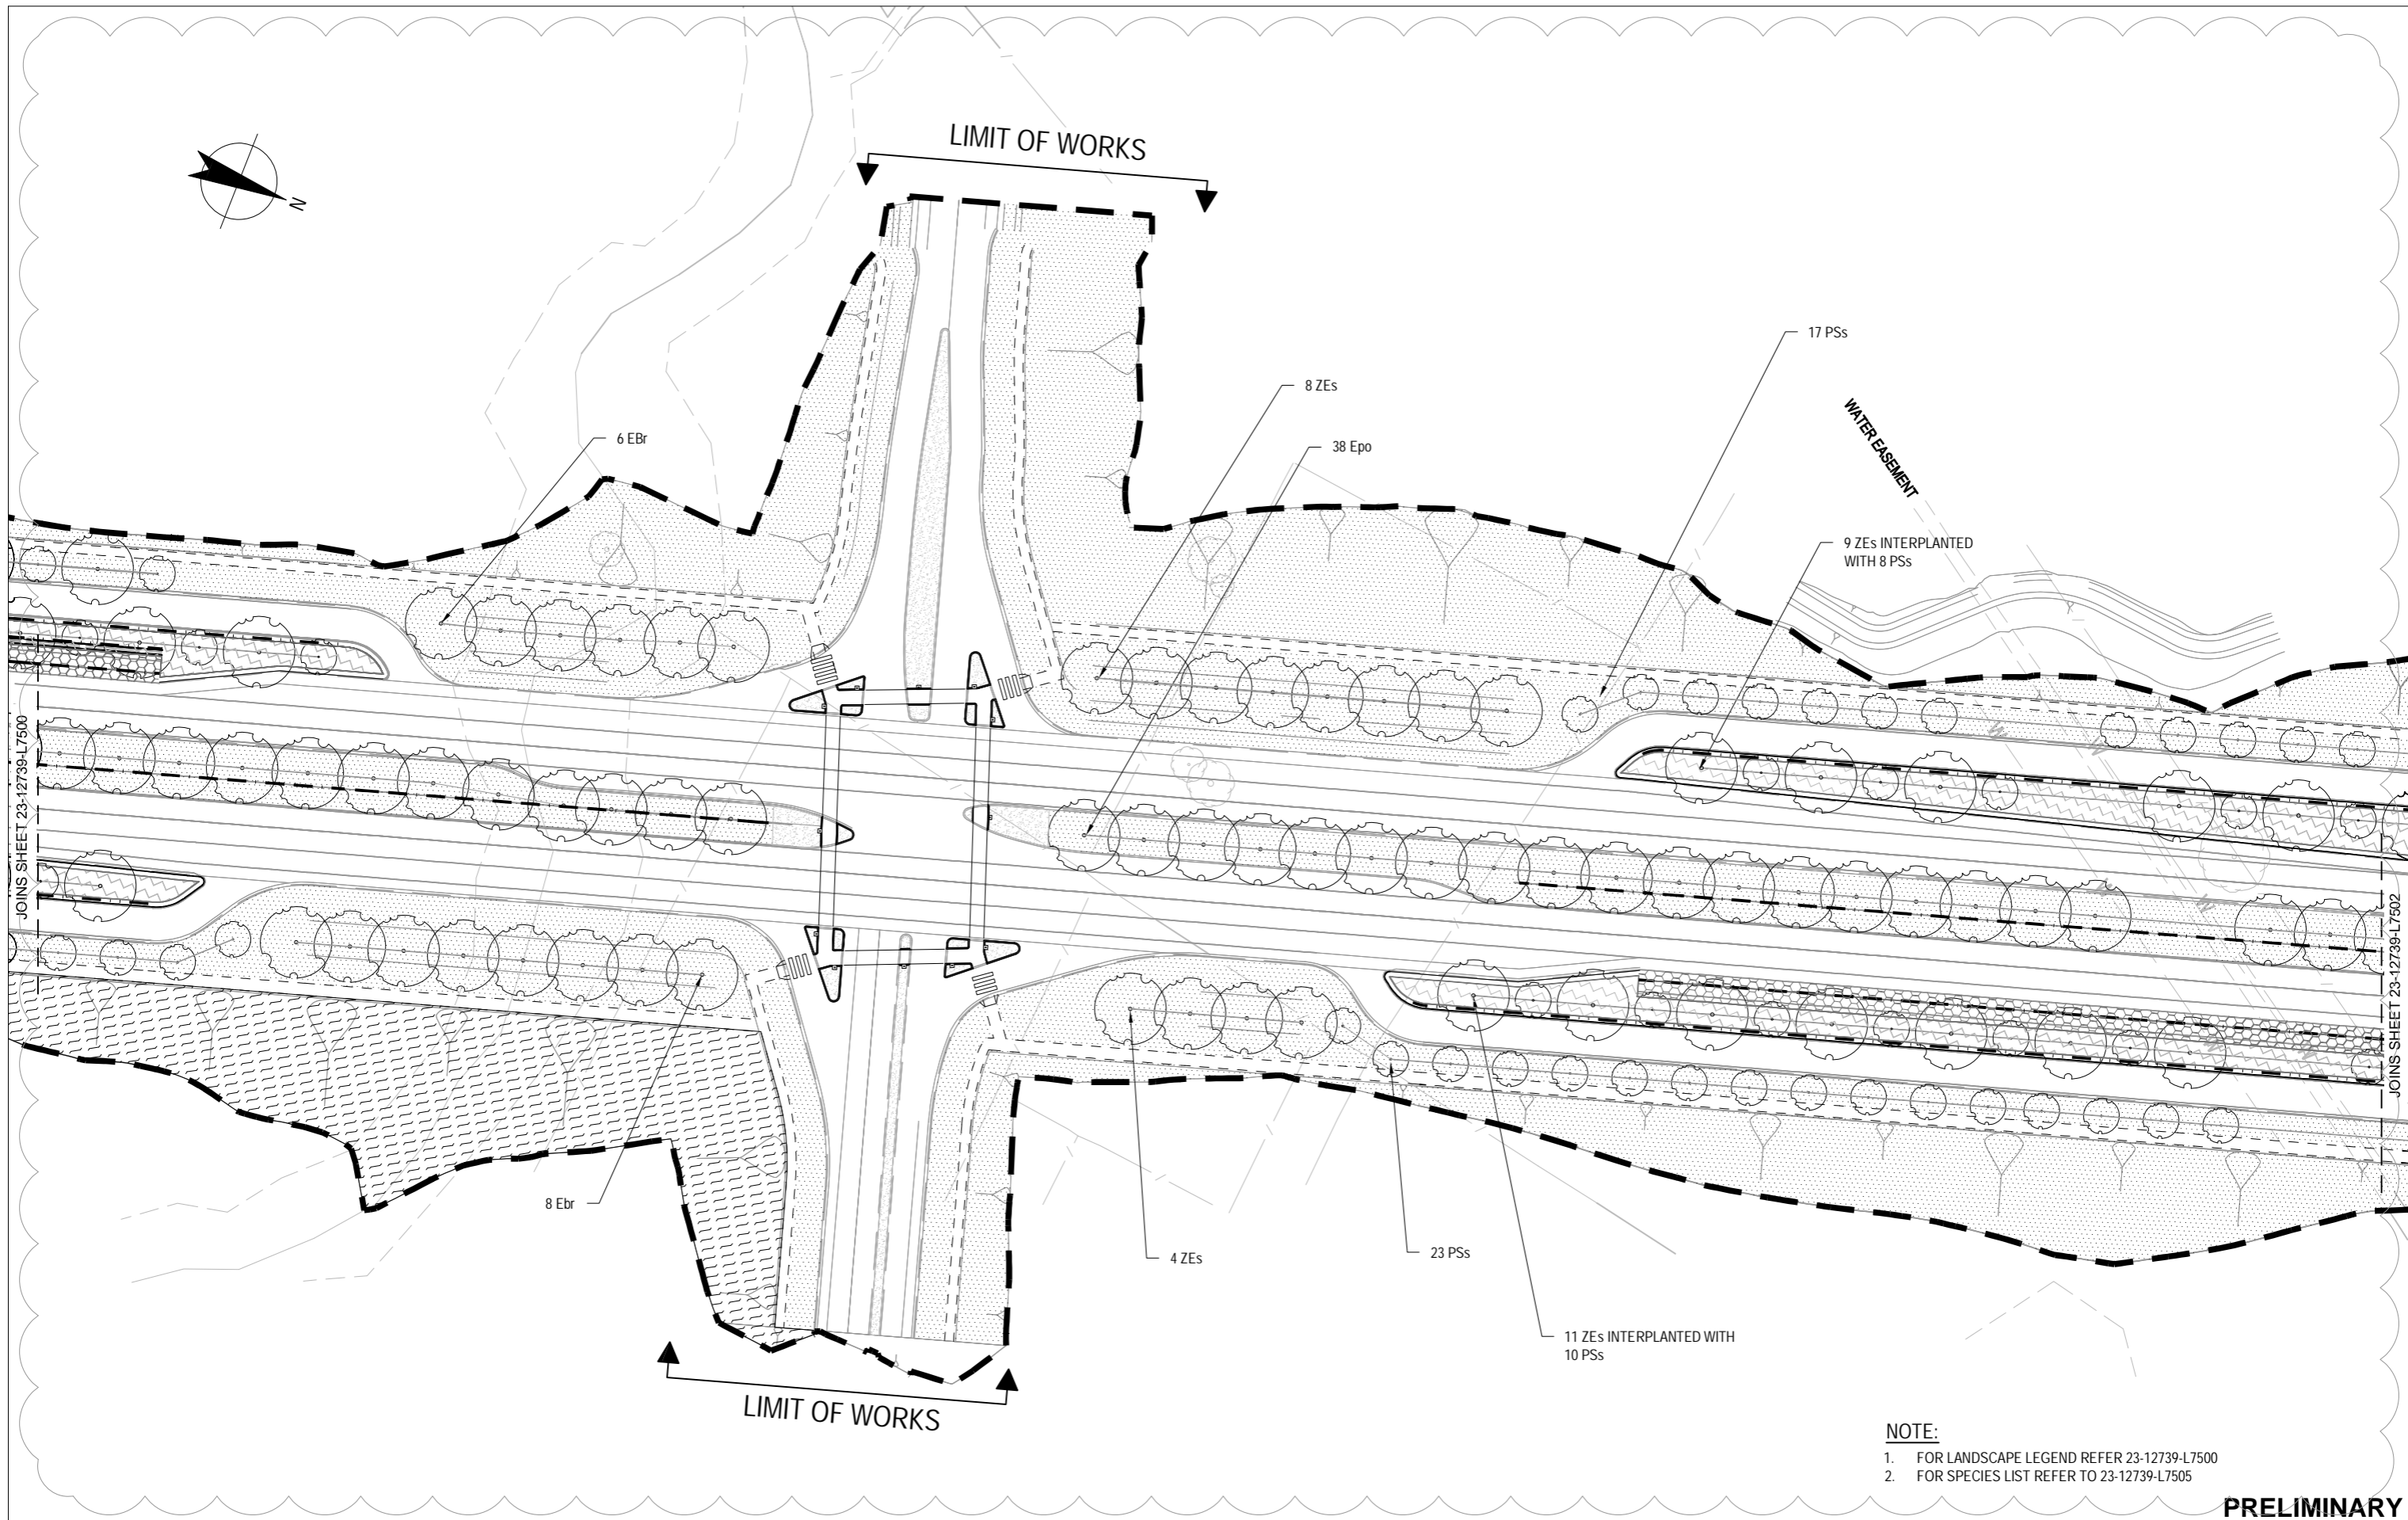 LIMIT OF WORKS
N
17 PSs
8 ZEs
6 EBr
38 Epo
WATER EASEMENT
9 ZEs INTERPLANTED
WITH 8 PSs
JOINS SHEET 23-12739-L7500
W
W
W
W
W
W
JOINS SHEET 23-12739-L7502
8 Ebr
4 ZEs
23 PSs
11 ZEs INTERPLANTED WITH
10 PSs
LIMIT OF WORKS
NOTE:
1. FOR LANDSCAPE LEGEND REFER 23-12739-L7500
2. FOR SPECIES LIST REFER TO 23-12739-L7505
PRELIMINARY